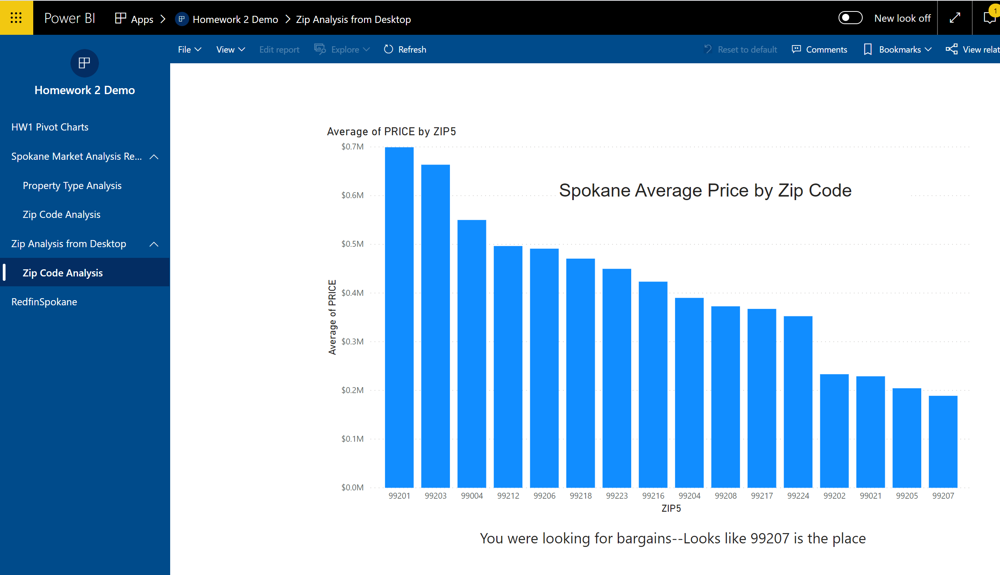 Power BI
Apps
Homework 2 Demo
Zip Analysis from Desktop
New look off
1
File
View
Edit report
Explore
Refresh
Reset to default
Comments
Bookmarks
View relat
Homework 2 Demo
HW1 Pivot Charts
Spokane Market Analysis Re...
Property Type Analysis
Zip Code Analysis
Zip Analysis from Desktop
Zip Code Analysis
RedfinSpokane
Average of PRICE by ZIP5
Spokane Average Price by Zip Code
Average of PRICE
$0.7M
$0.6M
$0.5M
$0.4M
$0.3M
$0.2M
$0.1M
$0.0M
99201 99203 99004 99212 99206 99218 99223 99216 99204 99208 99217 99224 99202 99021 99205 99207
ZIP5
You were looking for bargains--Looks like 99207 is the place